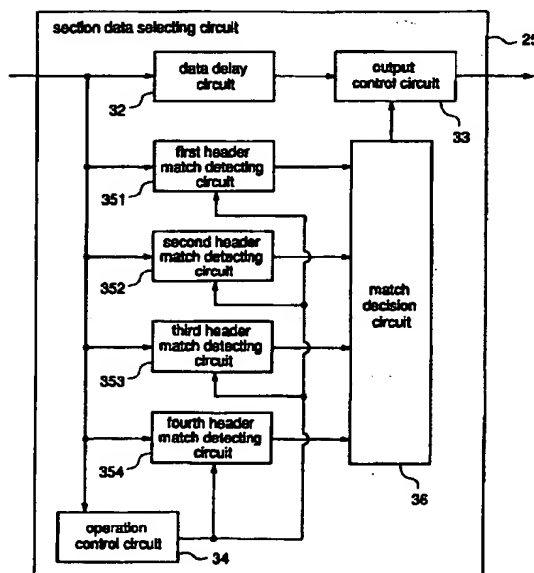 section data selecting circuit
25
data delay
circuit
32
output
control circuit
33
first header
match detecting
circuit
351
second header
match detecting
circuit
352
match
decision
circuit
third header
match detecting
circuit
353
fourth header
match detecting
circuit
354
36
operation
control circuit
34